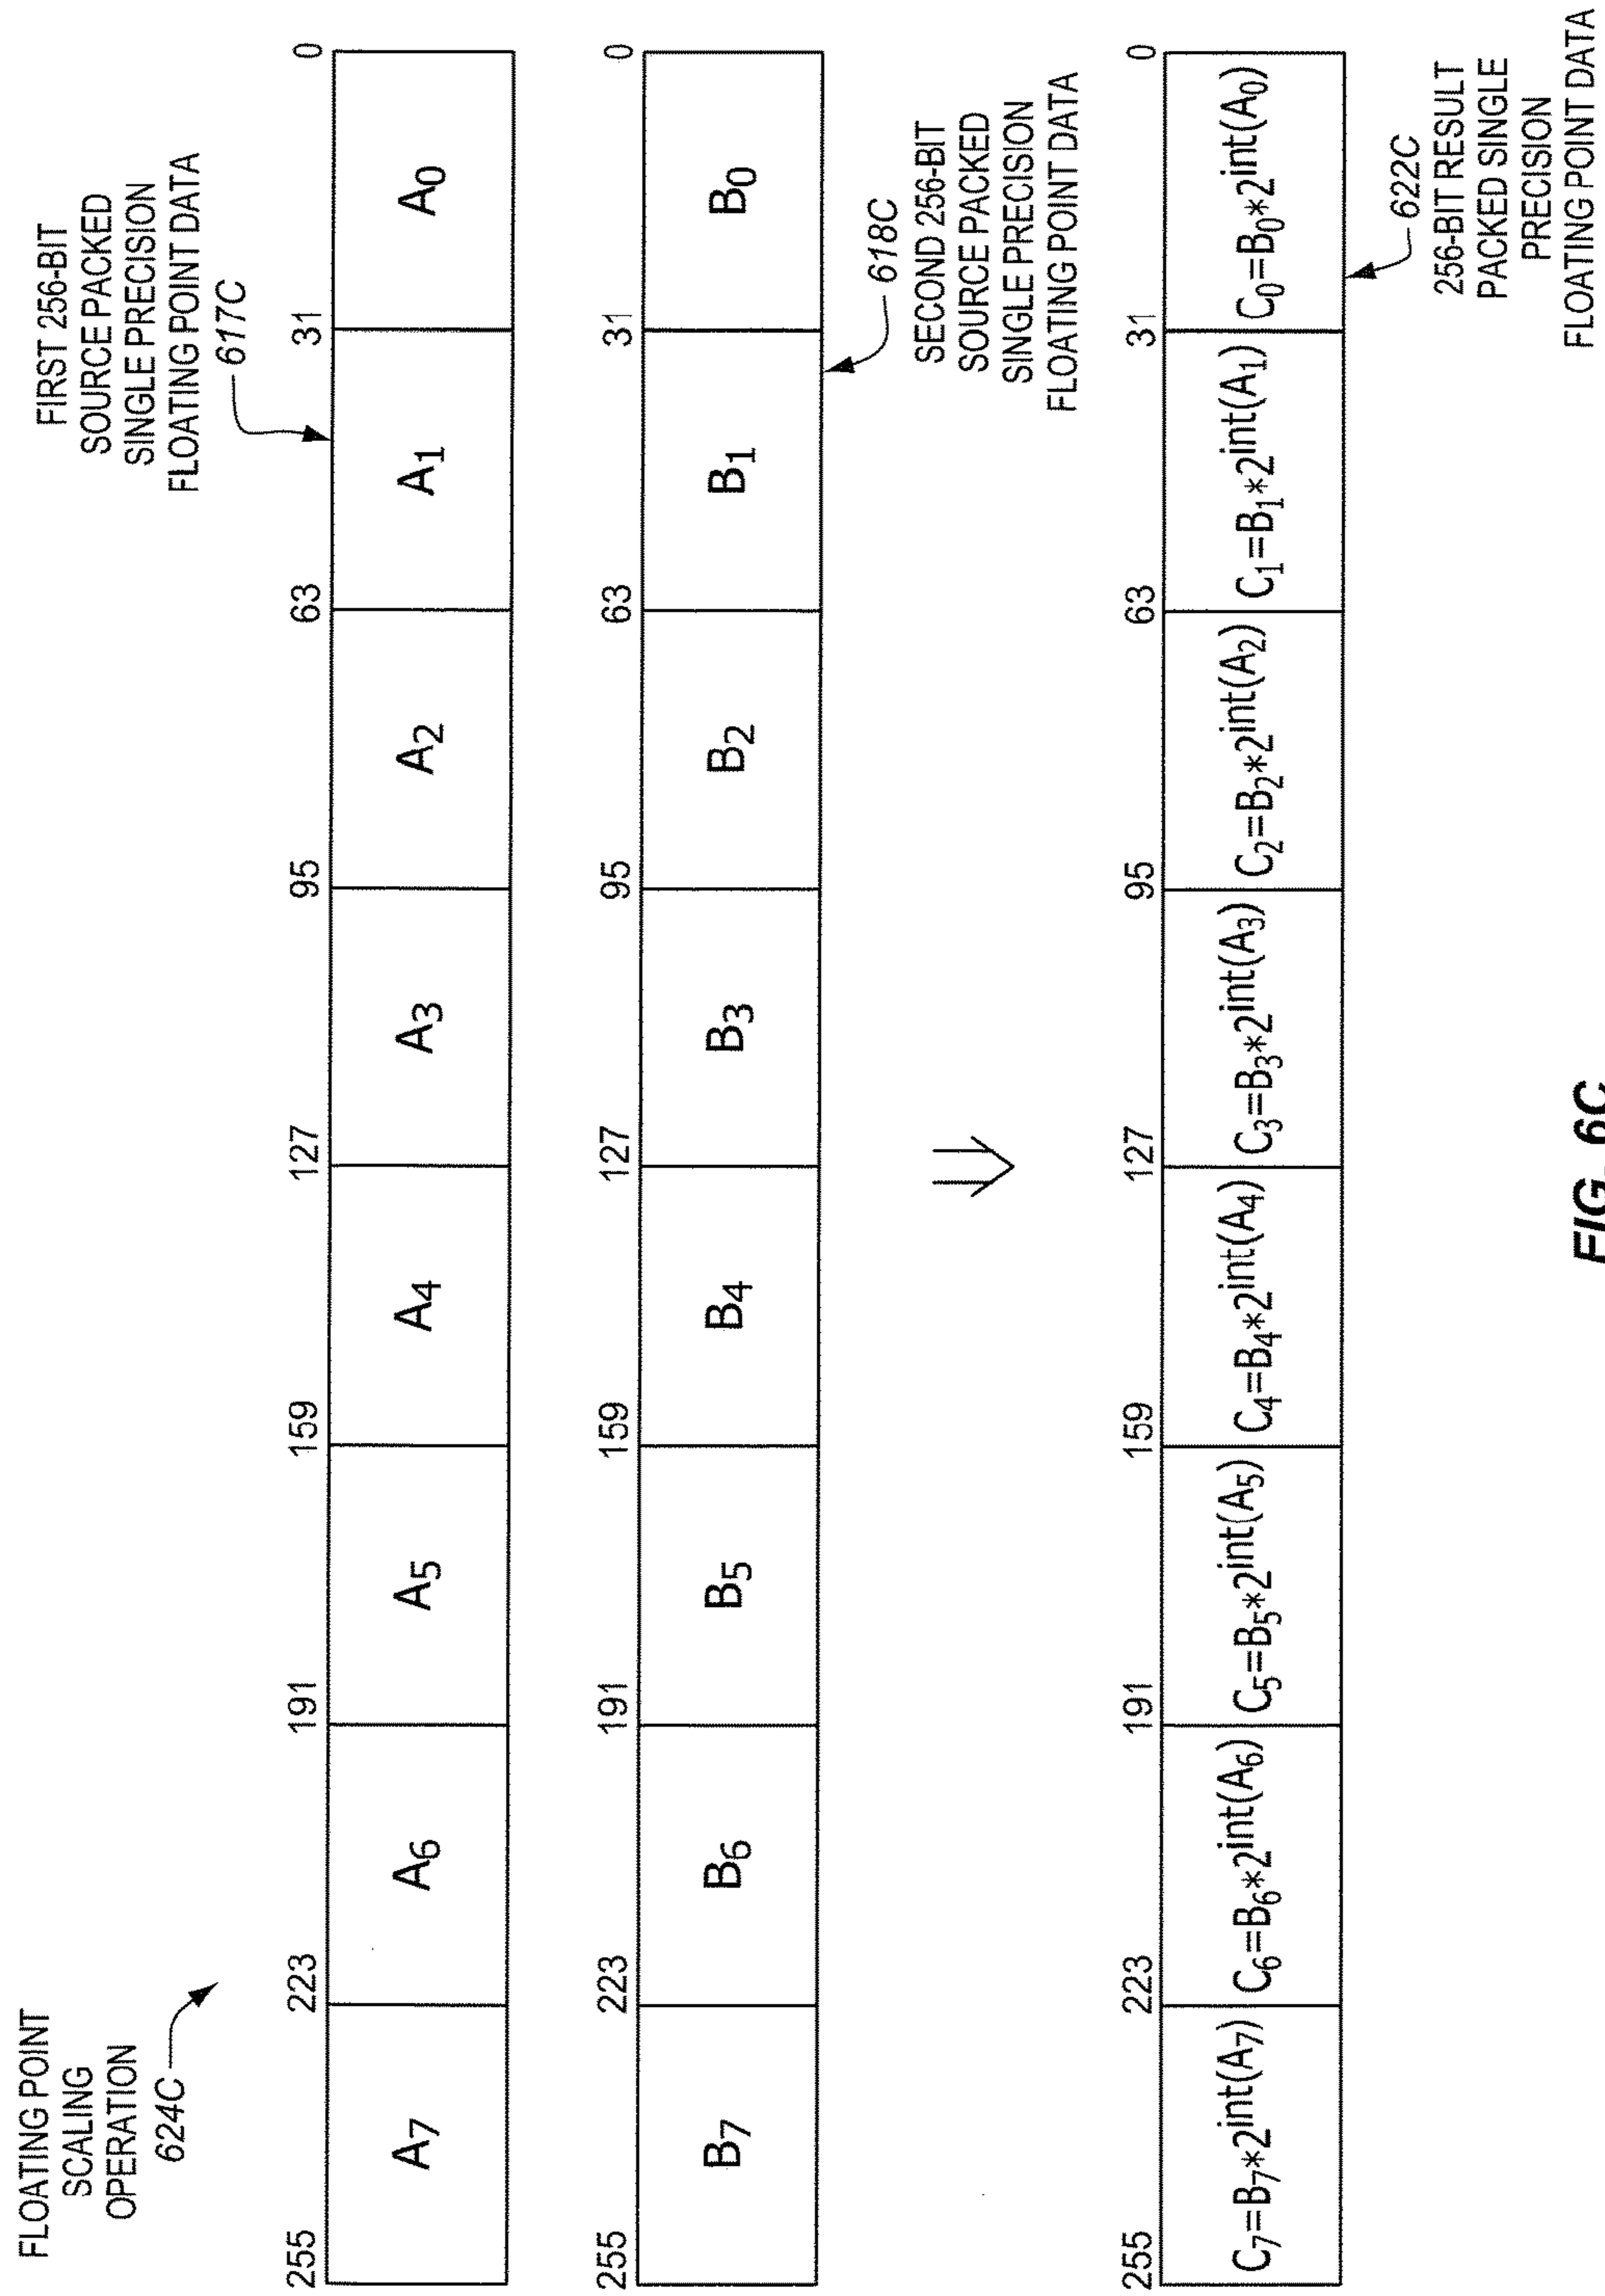 FLOATING POINT
SCALING
OPERATION
624C
FIRST 256-BIT
SOURCE PACKED
SINGLE PRECISION
FLOATING POINT DATA
617C
255 223 191 159 127 95 63 31 0
A7 A6 A5 A4 A3 A2 A1 A0
255 223 191 159 127 95 63 31 0
B7 B6 B5 B4 B3 B2 B1 B0
618C
SECOND 256-BIT
SOURCE PACKED
SINGLE PRECISION
FLOATING POINT DATA
255 223 191 159 127 95 63 31 0
C7=B7*2int(A7) C6=B6*2int(A6) C5=B5*2int(A5) C4=B4*2int(A4) C3=B3*2int(A3) C2=B2*2int(A2) C1=B1*2int(A1) C0=B0*2int(A0)
622C
256-BIT RESULT
PACKED SINGLE
PRECISION
FLOATING POINT DATA
FIG. 6C